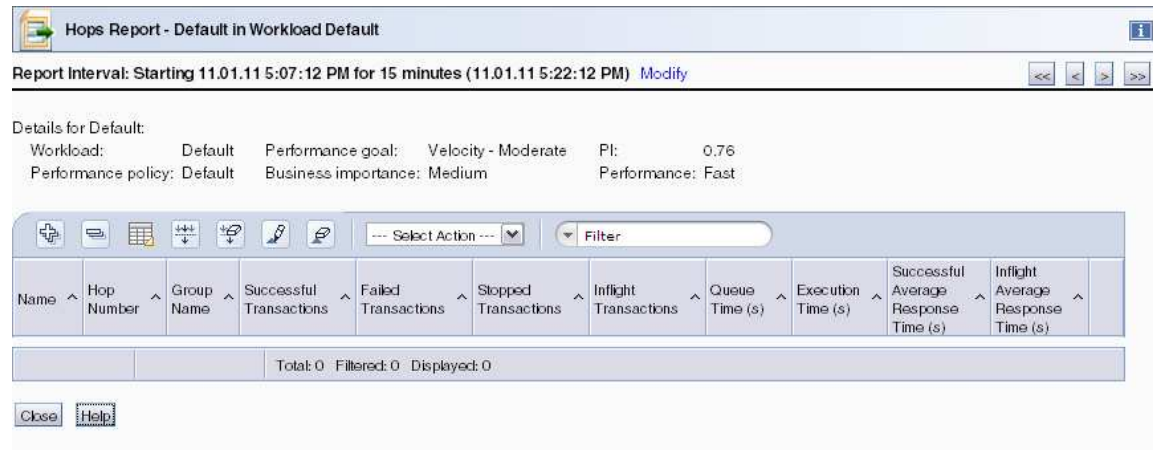 Hops Report - Default in Workload Default
i
Report Interval: Starting 11.01.11 5:07:12 PM for 15 minutes (11.01.11 5:22:12 PM) Modify
<< < > >>
Details for Default:
Workload: Default Performance goal: Velocity - Moderate PI: 0.76
Performance policy: Default Business importance: Medium Performance: Fast
--- Select Action --- Filter
Name
Hop
Number
Group
Name
Successful
Transactions
Failed
Transactions
Stopped
Transactions
Inflight
Transactions
Queue
Time (s)
Execution
Time (s)
Successful
Average
Response
Time (s)
Inflight
Average
Response
Time (s)
Total: 0 Filtered: 0 Displayed: 0
Close Help